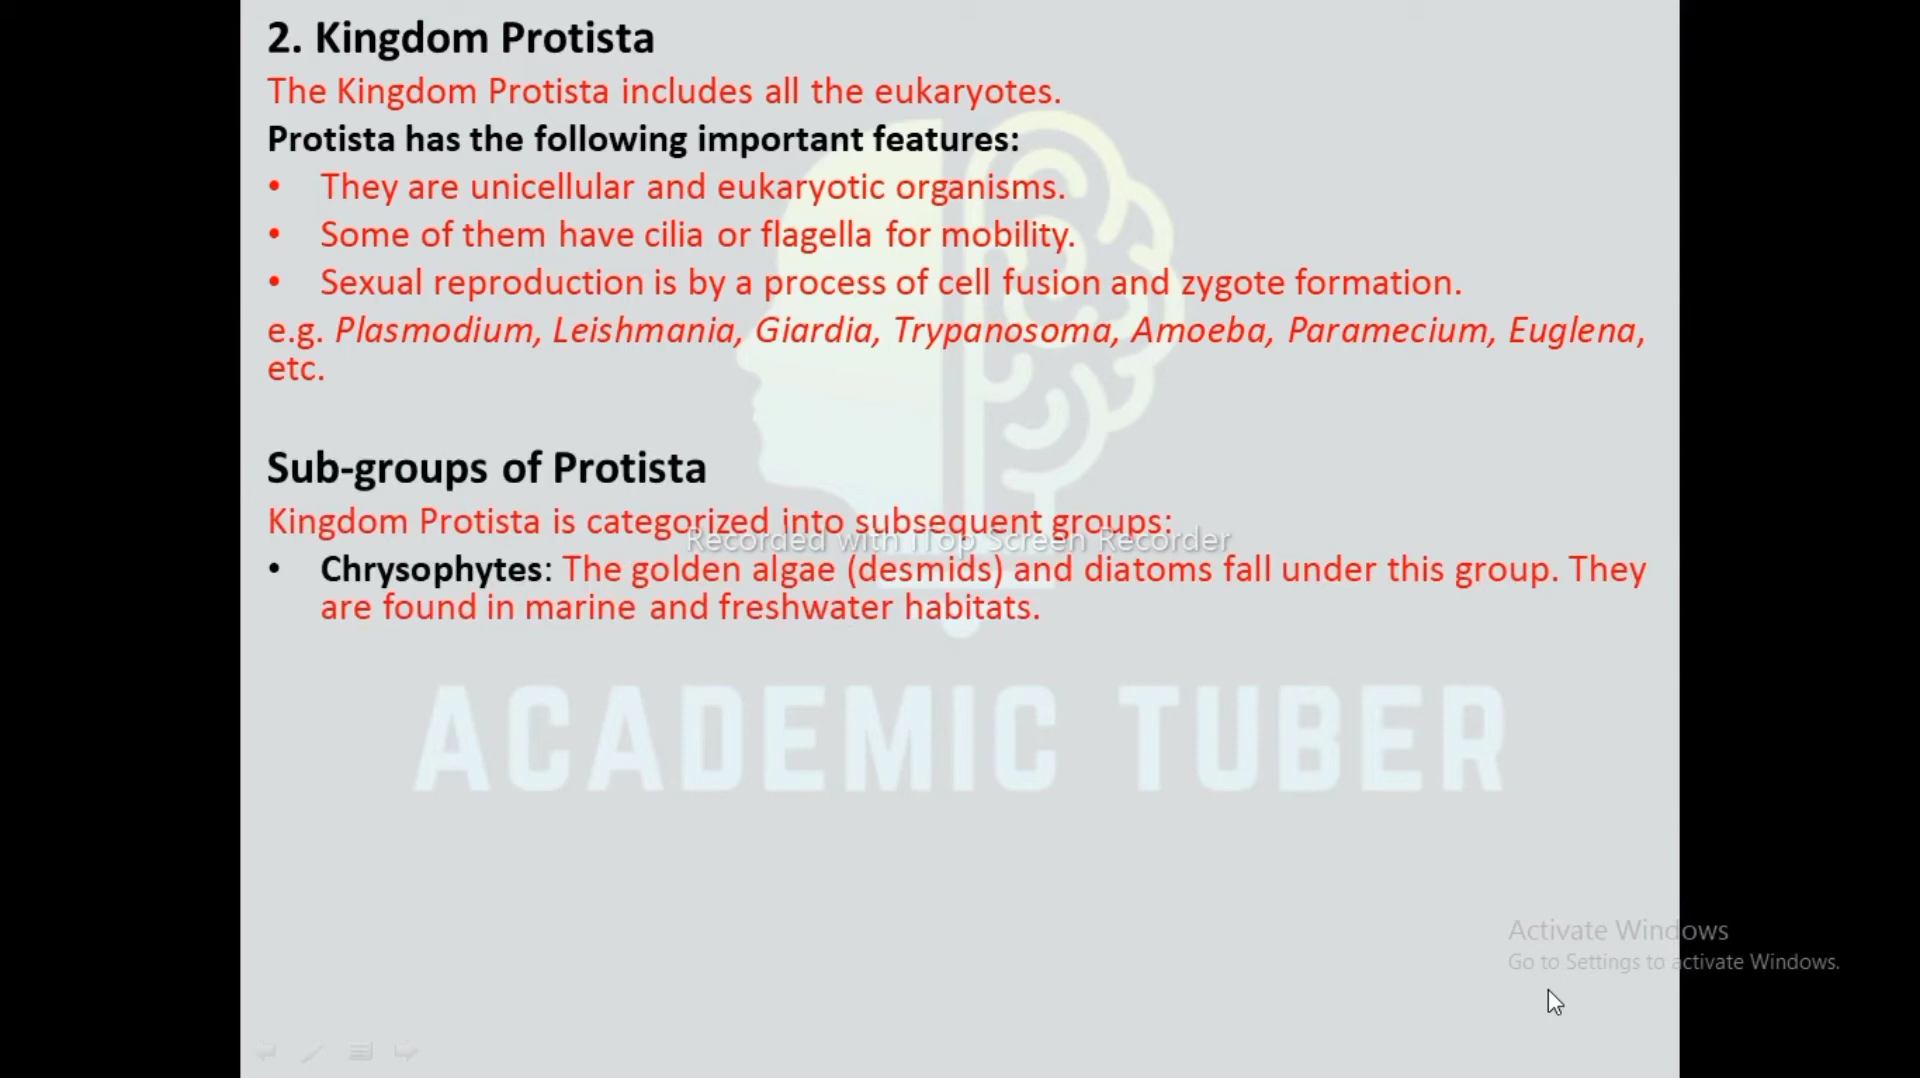 2. Kingdom Protista
The Kingdom Protista includes all the eukaryotes.
Protista has the following important features:
• They are unicellular and eukaryotic organisms.
• Some of them have cilia or flagella for mobility.
• Sexual reproduction is by a process of cell fusion and zygote formation.
e.g. Plasmodium, Leishmania, Giardia, Trypanosoma, Amoeba, Paramecium, Euglena,
etc.
Sub-groups of Protista
Kingdom Protista is categorized into subsequent groups:
Recorded with iTop Screen Recorder
• Chrysophytes: The golden algae (desmids) and diatoms fall under this group. They
are found in marine and freshwater habitats.
ACADEMIC TUBER
Activate Windows
Go to Settings to activate Windows.